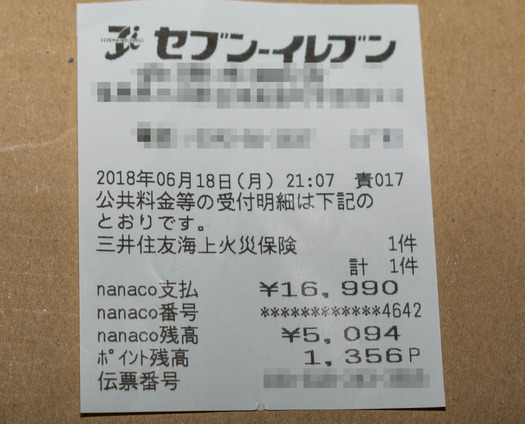 セブン-イレブン
2018年06月18日(月) 21:07 責017
公共料金等の受付明細は下記の
とおりです。
三井住友海上火災保険 1件
計 1件
nanaco支払 ¥16,990
nanaco番号 ************4642
nanaco残高 ¥5,094
ﾎﾟｲﾝﾄ残高 1,356P
伝票番号